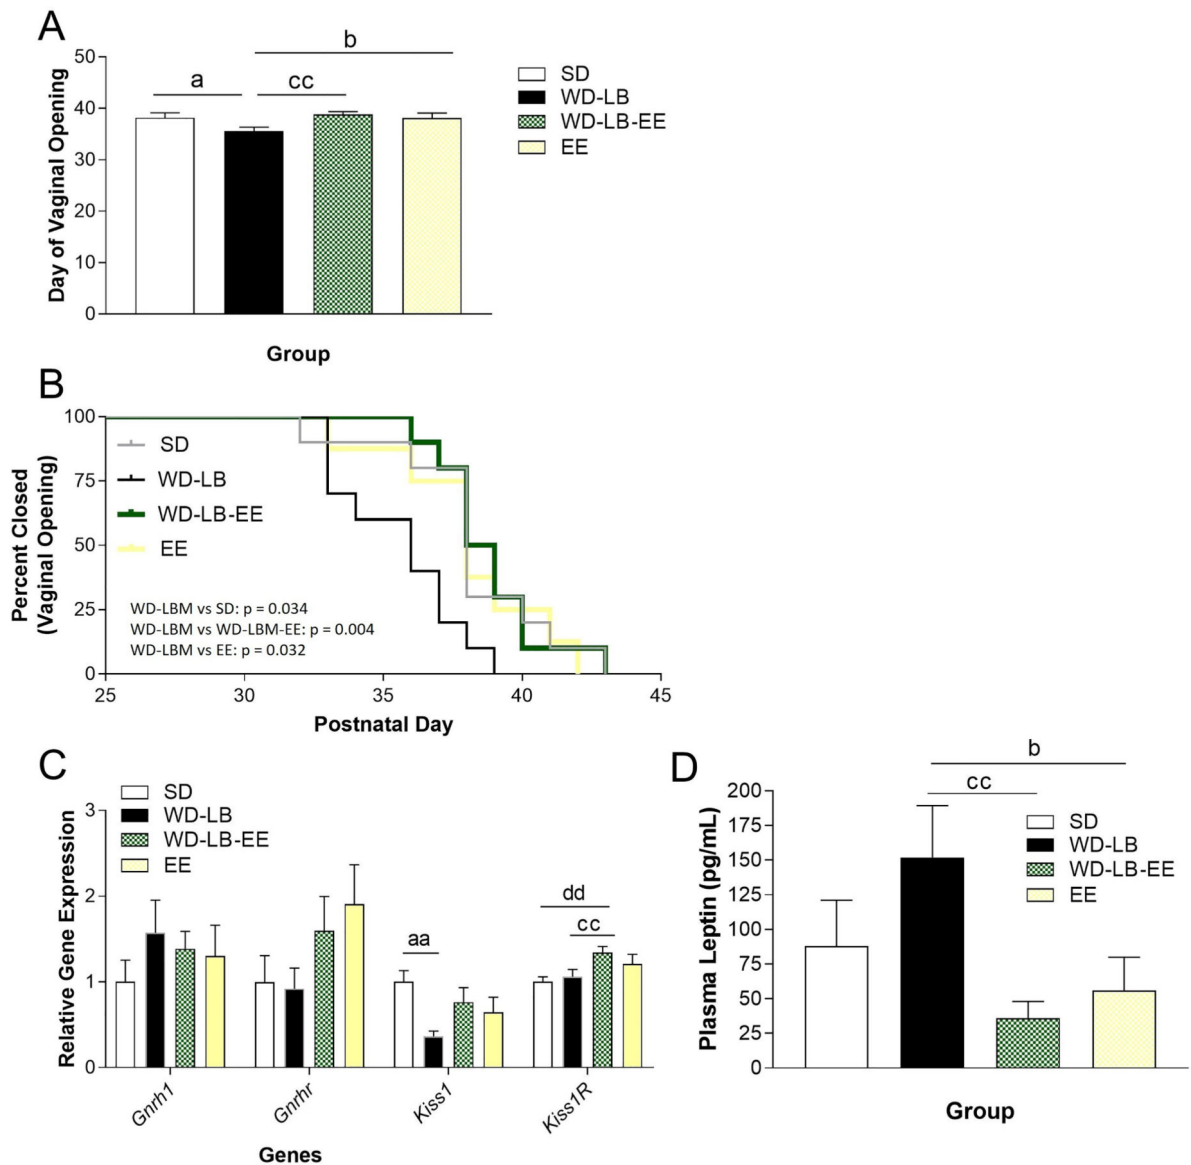 A
b
50
a
cc
SD
WD-LB
WD-LB-EE
EE
40
30
20
10
0
Day of Vaginal Opening
Group
B
100
75
50
25
0
Percent Closed
(Vaginal Opening)
SD
WD-LB
WD-LB-EE
EE
WD-LBM vs SD: p = 0.034
WD-LBM vs WD-LBM-EE: p = 0.004
WD-LBM vs EE: p = 0.032
25 30 35 40 45
Postnatal Day
C
SD
WD-LB
WD-LB-EE
EE
3
2
1
0
Relative Gene Expression
aa
dd
cc
Gnrh1 Gnrhr Kiss1 Kiss1R
Genes
D
b
cc
200
175
150
125
100
75
50
25
0
Plasma Leptin (pg/mL)
SD
WD-LB
WD-LB-EE
EE
Group